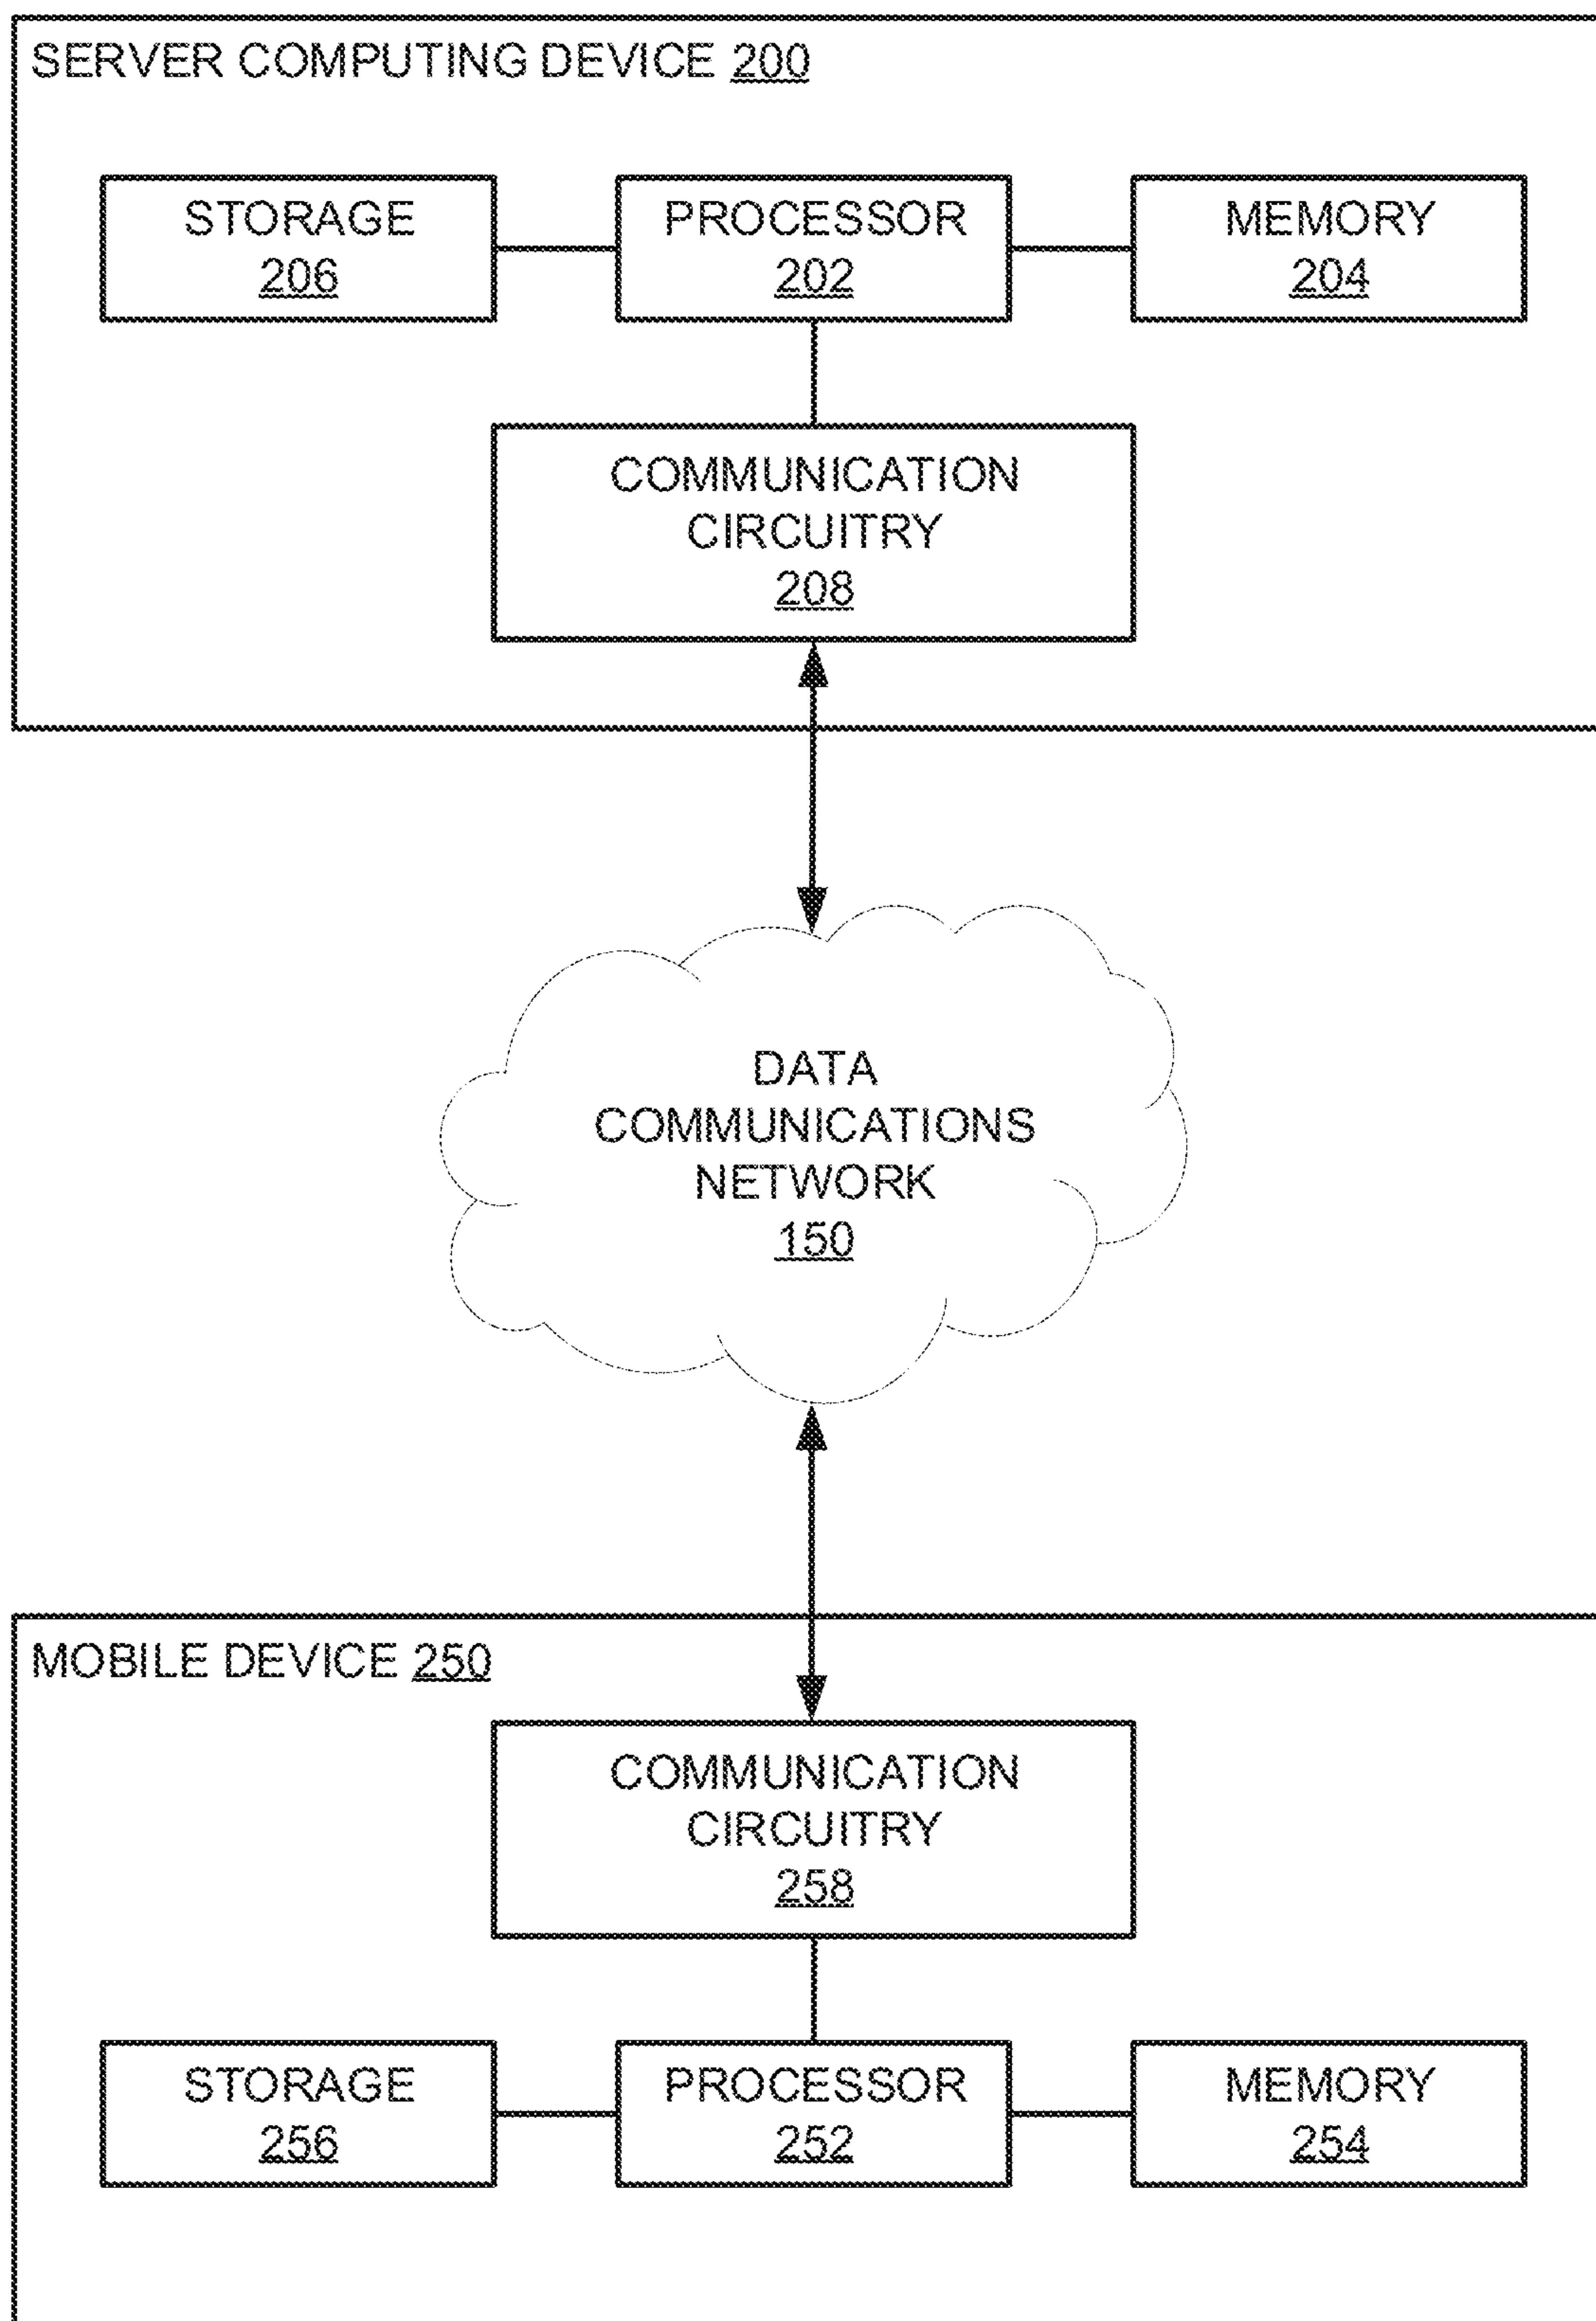 SERVER COMPUTING DEVICE 200
STORAGE
206
PROCESSOR
202
MEMORY
204
COMMUNICATION
CIRCUITRY
208
DATA
COMMUNICATIONS
NETWORK
150
MOBILE DEVICE 250
COMMUNICATION
CIRCUITRY
258
STORAGE
256
PROCESSOR
252
MEMORY
254